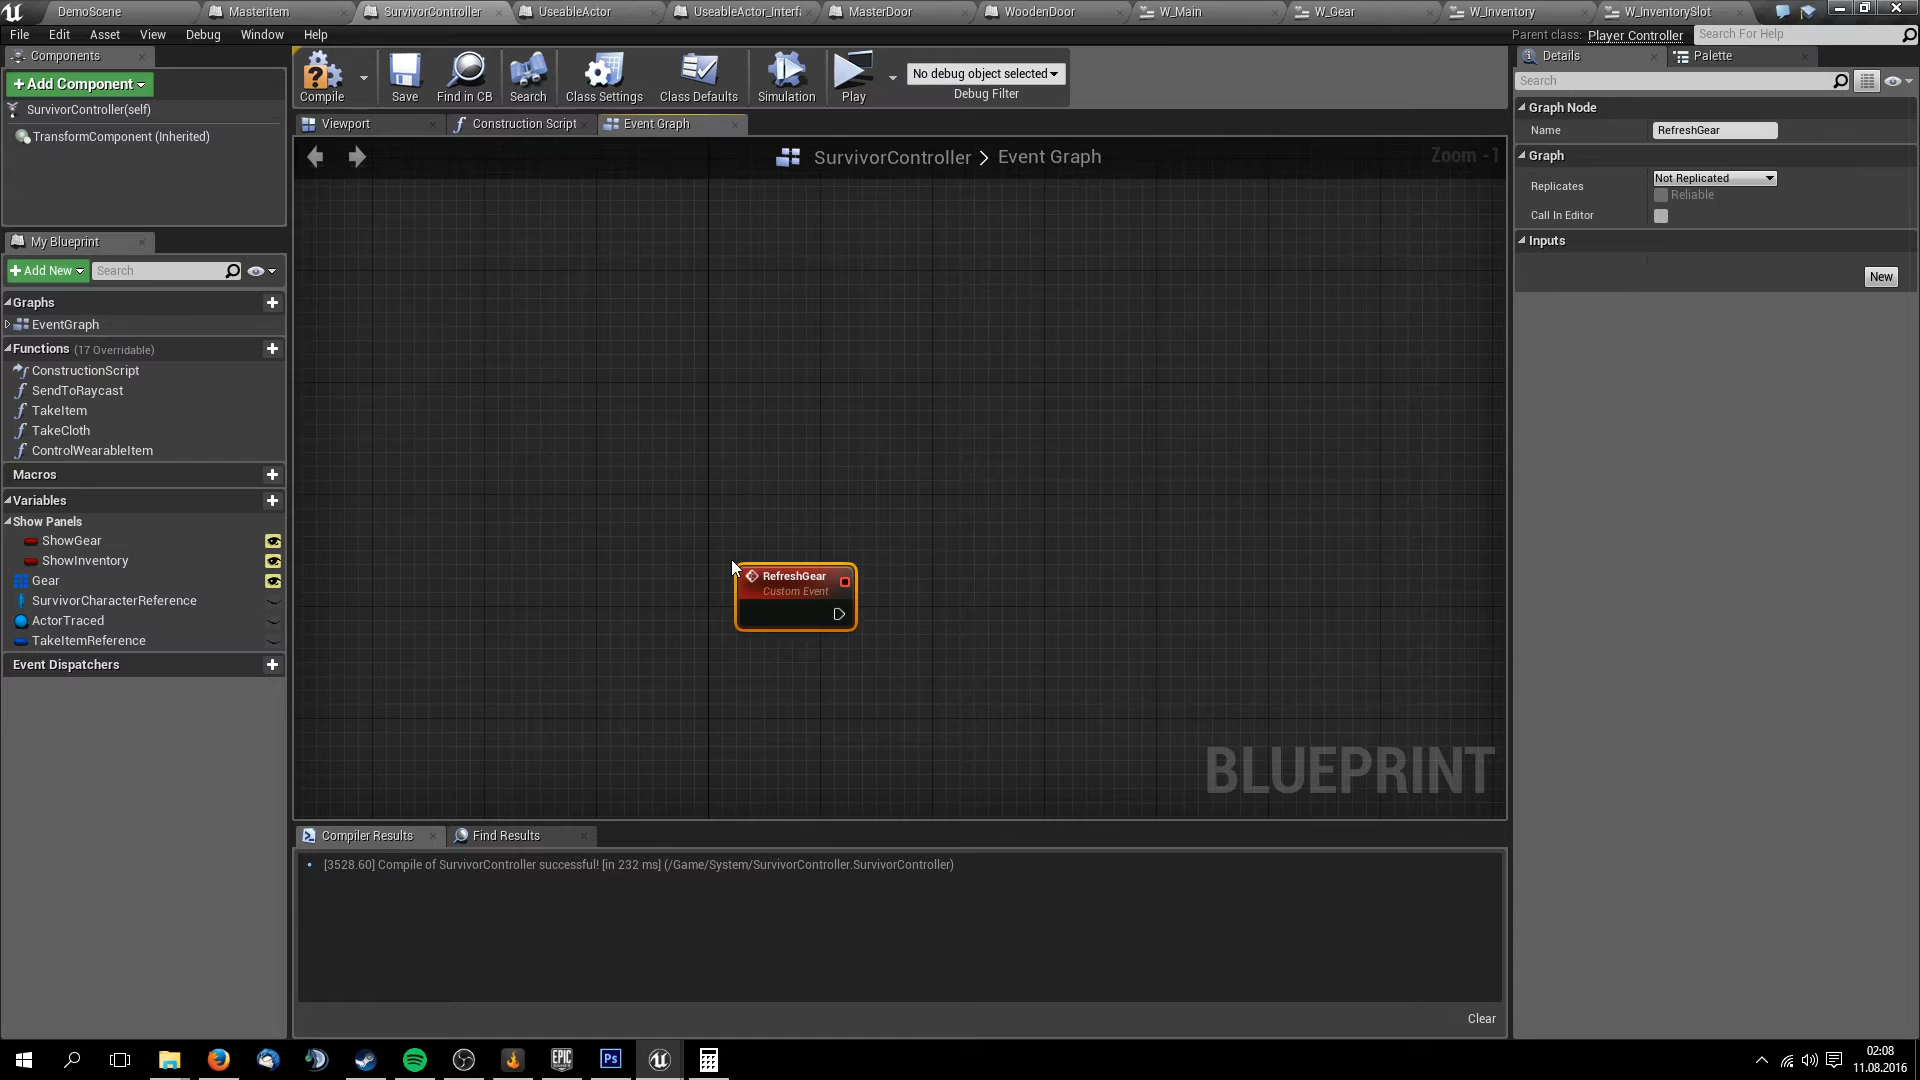 DemoScene
MasterItem
SurvivorController
UseableActor
UseableActor_Interf
MasterDoor
WoodenDoor
W_Main
W_Gear
W_Inventory
W_InventorySlot
File Edit Asset View Debug Window Help
Parent class: Player Controller
Search For Help
Components
Add Component
SurvivorController(self)
TransformComponent (Inherited)
My Blueprint
Add New
Search
Graphs
EventGraph
Functions (17 Overridable)
ConstructionScript
SendToRaycast
TakeItem
TakeCloth
ControlWearableItem
Macros
Variables
Show Panels
ShowGear
ShowInventory
Gear
SurvivorCharacterReference
ActorTraced
TakeItemReference
Event Dispatchers
Compile
Save
Find in CB
Search
Class Settings
Class Defaults
Simulation
Play
No debug object selected
Debug Filter
Viewport
Construction Script
Event Graph
SurvivorController > Event Graph
Zoom -1
RefreshGear
Custom Event
BLUEPRINT
Compiler Results
Find Results
[3528.60] Compile of SurvivorController successful! [in 232 ms] (/Game/System/SurvivorController.SurvivorController)
Clear
Details
Palette
Search
Graph Node
Name RefreshGear
Graph
Replicates Not Replicated
Reliable
Call In Editor
Inputs
New
EPIC
Ps
02:08
11.08.2016